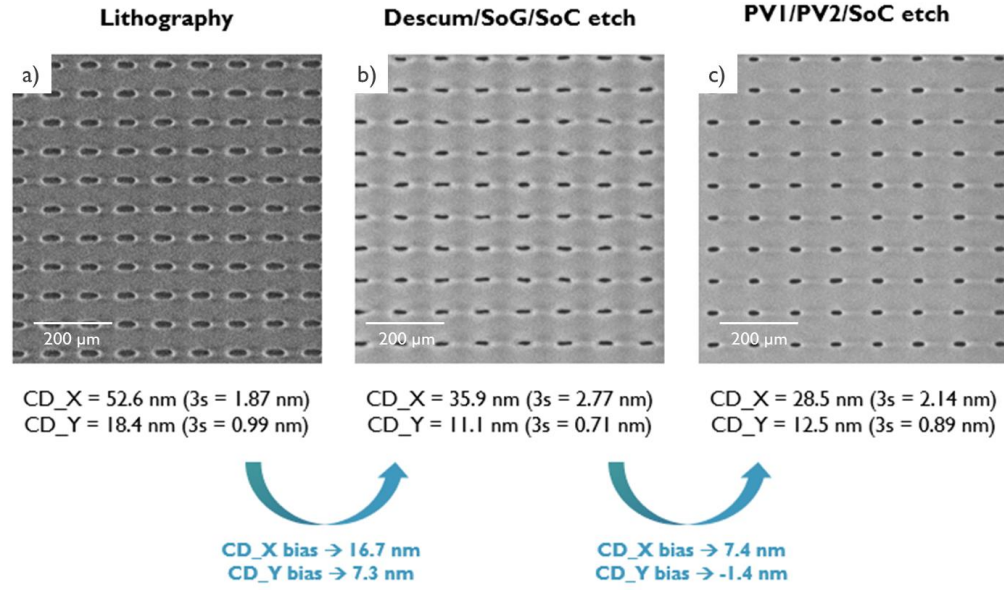 Lithography
Descum/SoG/SoC etch
PV1/PV2/SoC etch
a)
b)
c)
200 µm
200 µm
200 µm
CD_X = 52.6 nm (3s = 1.87 nm)
CD_Y = 18.4 nm (3s = 0.99 nm)
CD_X = 35.9 nm (3s = 2.77 nm)
CD_Y = 11.1 nm (3s = 0.71 nm)
CD_X = 28.5 nm (3s = 2.14 nm)
CD_Y = 12.5 nm (3s = 0.89 nm)
CD_X bias → 16.7 nm
CD_Y bias → 7.3 nm
CD_X bias → 7.4 nm
CD_Y bias → -1.4 nm